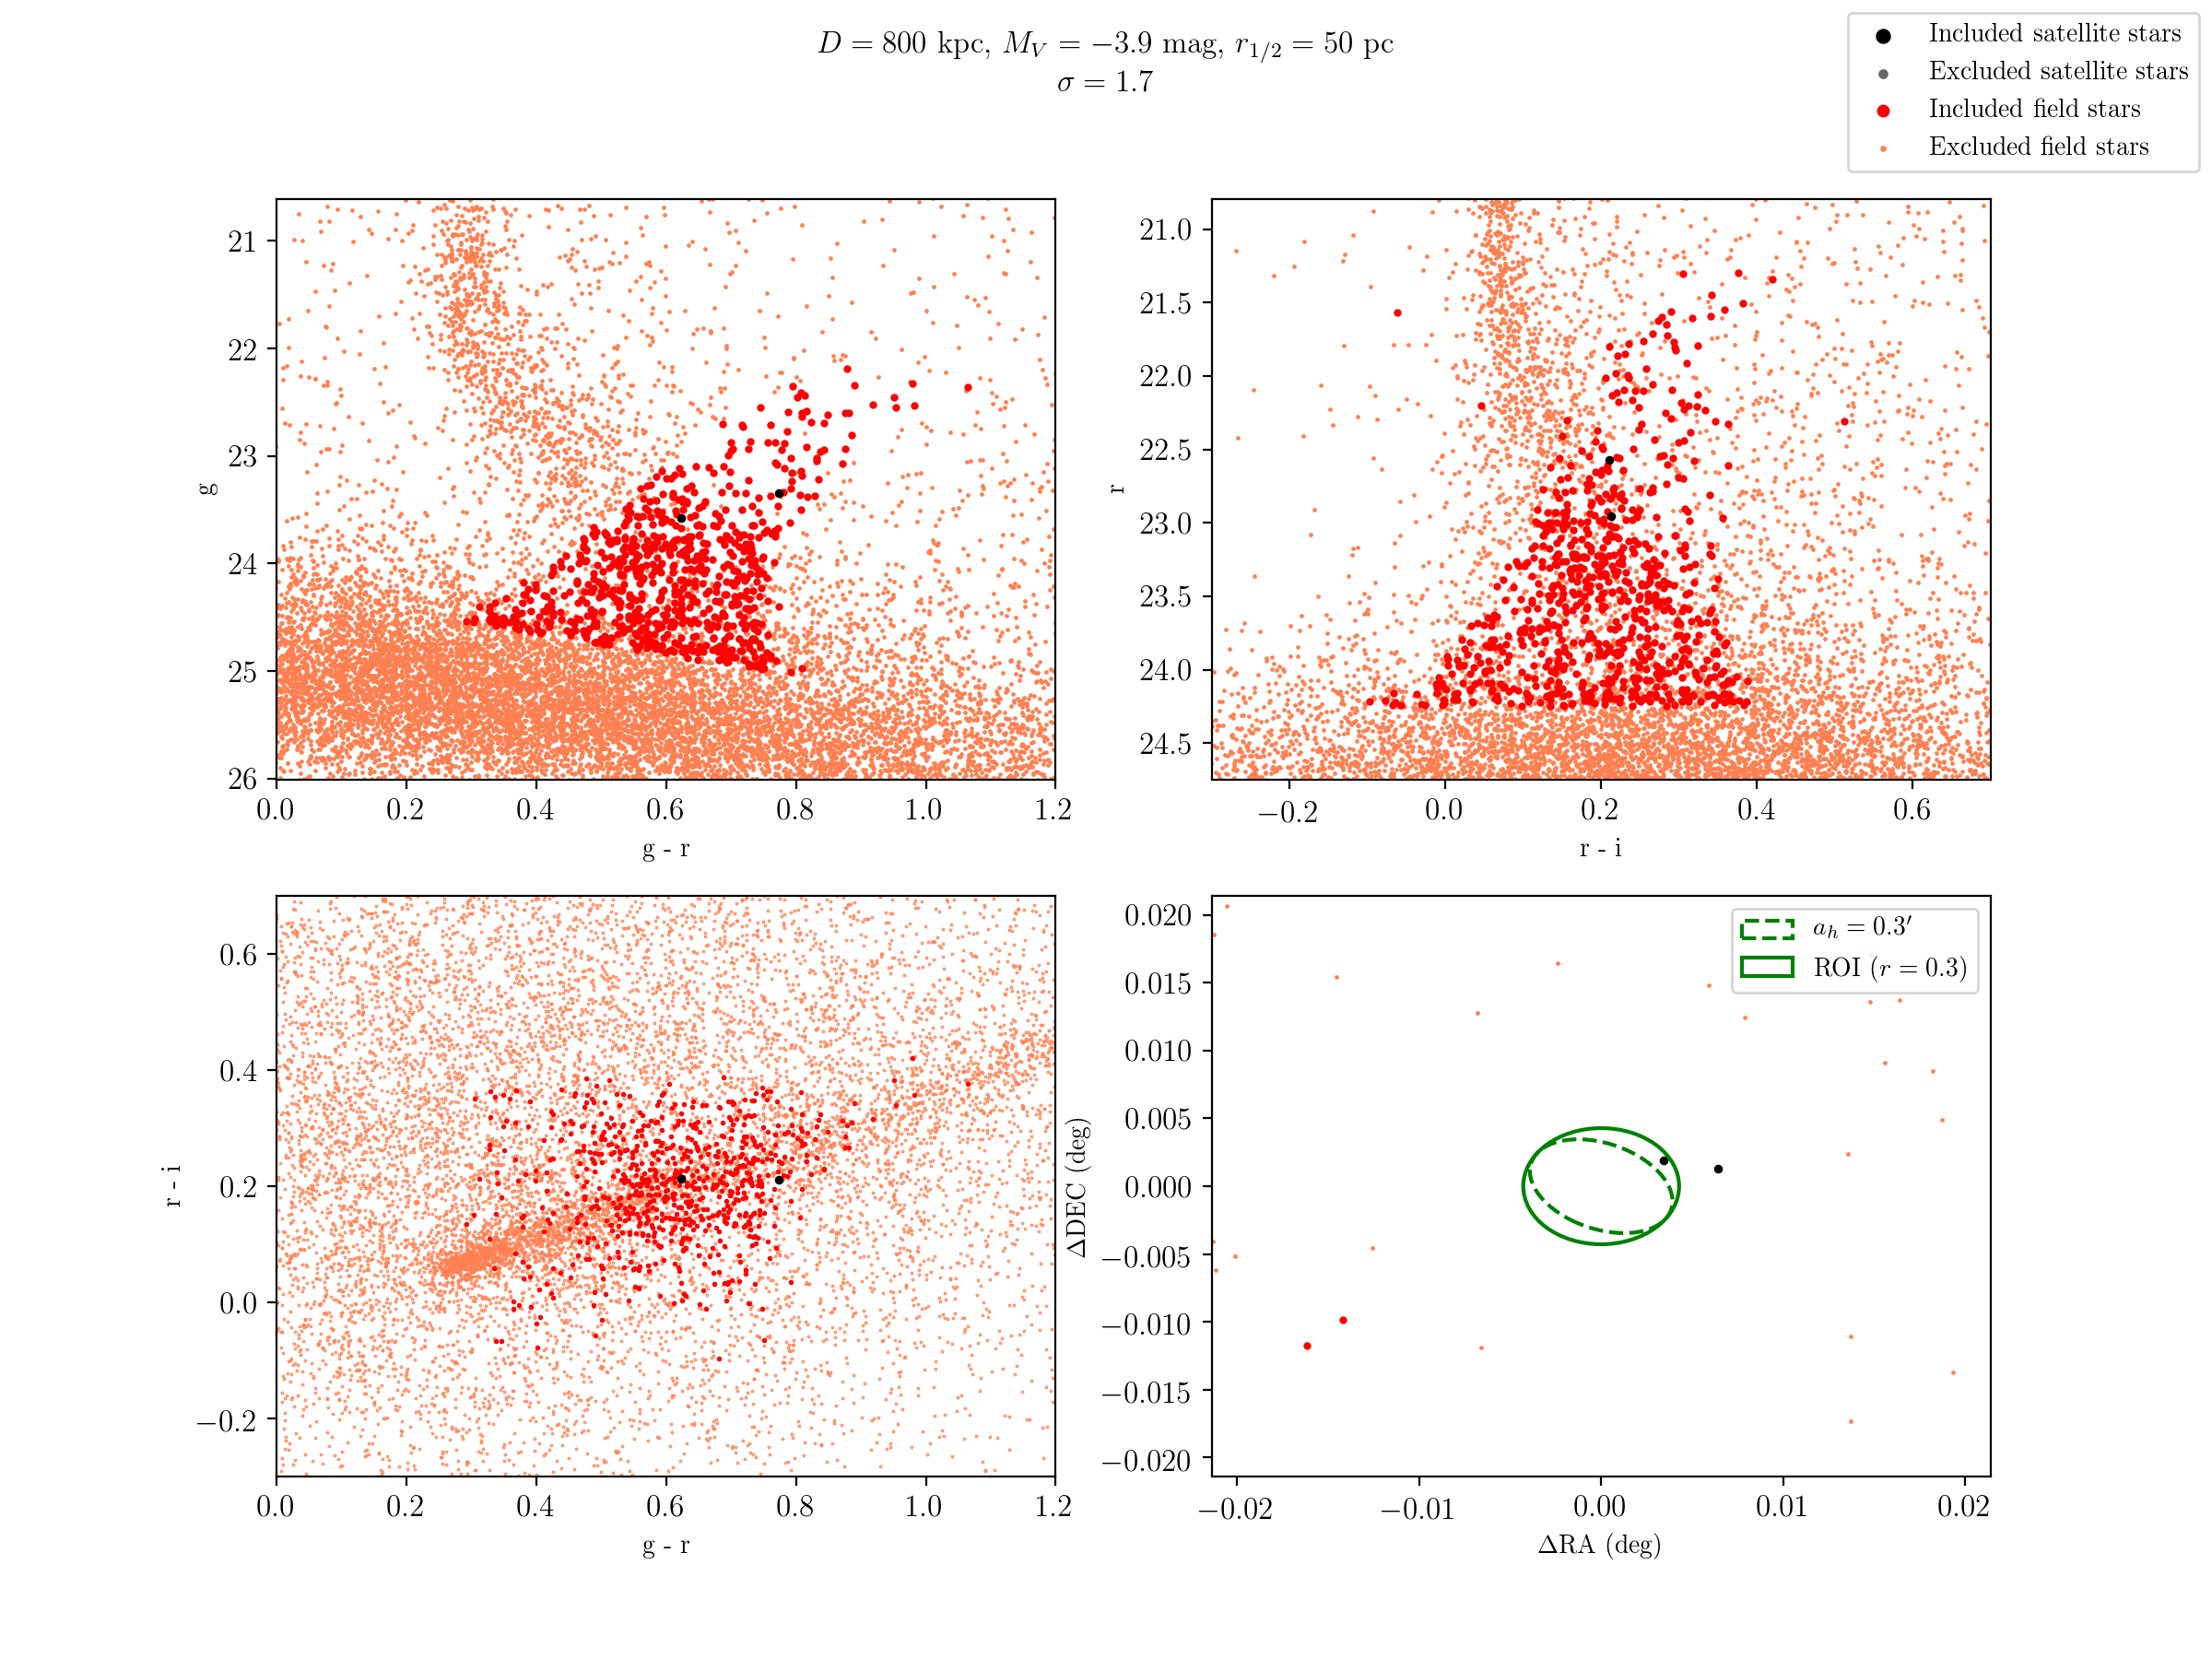 D = 800 kpc, M_V = −3.9 mag, r_{1/2} = 50 pc
σ = 1.7
Included satellite stars
Excluded satellite stars
Included field stars
Excluded field stars
21
22
23
24
25
26
g
0.0 0.2 0.4 0.6 0.8 1.0 1.2
g - r
21.0
21.5
22.0
22.5
23.0
23.5
24.0
24.5
r
−0.2 0.0 0.2 0.4 0.6
r - i
0.6
0.4
0.2
0.0
−0.2
r - i
0.0 0.2 0.4 0.6 0.8 1.0 1.2
g - r
a_h = 0.3′
ROI (r = 0.3)
0.020
0.015
0.010
0.005
0.000
−0.005
−0.010
−0.015
−0.020
ΔDEC (deg)
−0.02 −0.01 0.00 0.01 0.02
ΔRA (deg)